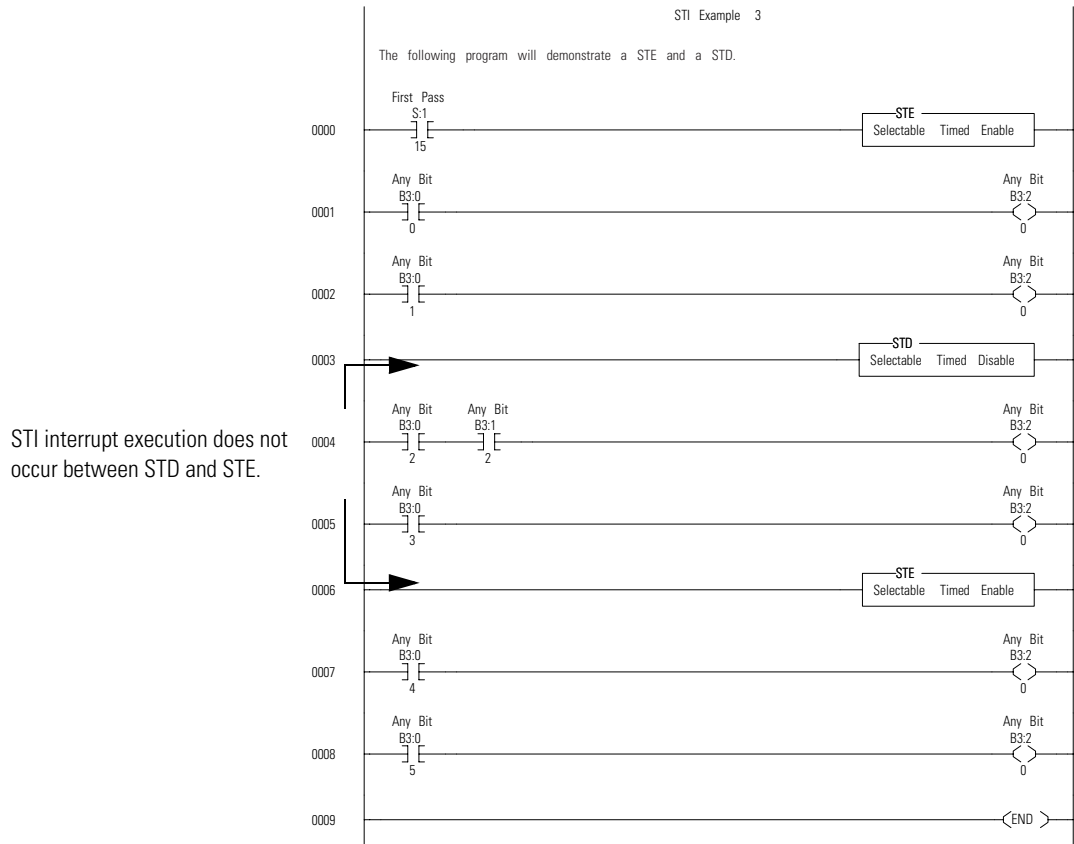 STI Example 3
The following program will demonstrate a STE and a STD.
First Pass
S:1
STE
0000
Selectable Timed Enable
15
Any Bit
Any Bit
B3:0
B3:2
0001
0
0
Any Bit
Any Bit
B3:0
B3:2
0002
1
0
STD
0003
Selectable Timed Disable
Any Bit
Any Bit
Any Bit
B3:0
B3:1
B3:2
STI interrupt execution does not
occur between STD and STE.
0004
2
2
0
Any Bit
Any Bit
B3:0
B3:2
0005
3
0
STE
0006
Selectable Timed Enable
Any Bit
Any Bit
B3:0
B3:2
0007
4
0
Any Bit
Any Bit
B3:0
B3:2
0008
5
0
0009
END